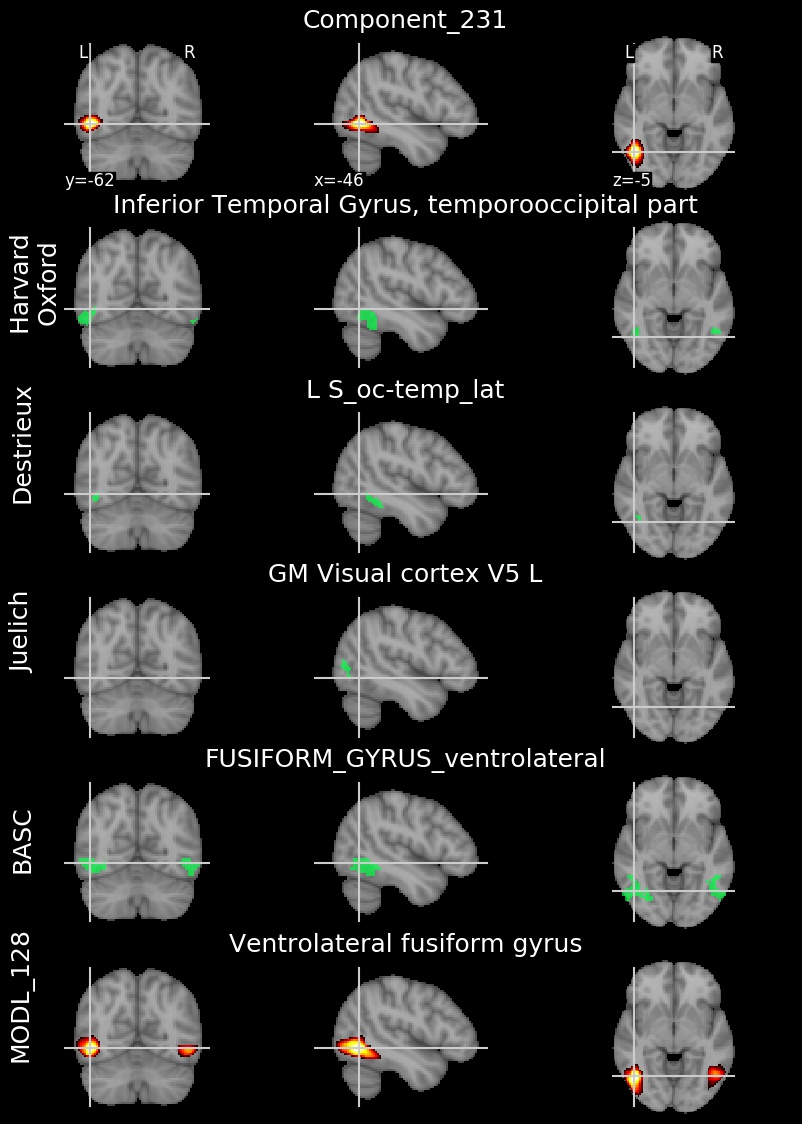 Component_231
L R
L R
y=-62 x=-46 z=-5
Inferior Temporal Gyrus, temporooccipital part
Harvard
Oxford
L S_oc-temp_lat
Destrieux
GM Visual cortex V5 L
Juelich
FUSIFORM_GYRUS_ventrolateral
BASC
Ventrolateral fusiform gyrus
MODL_128